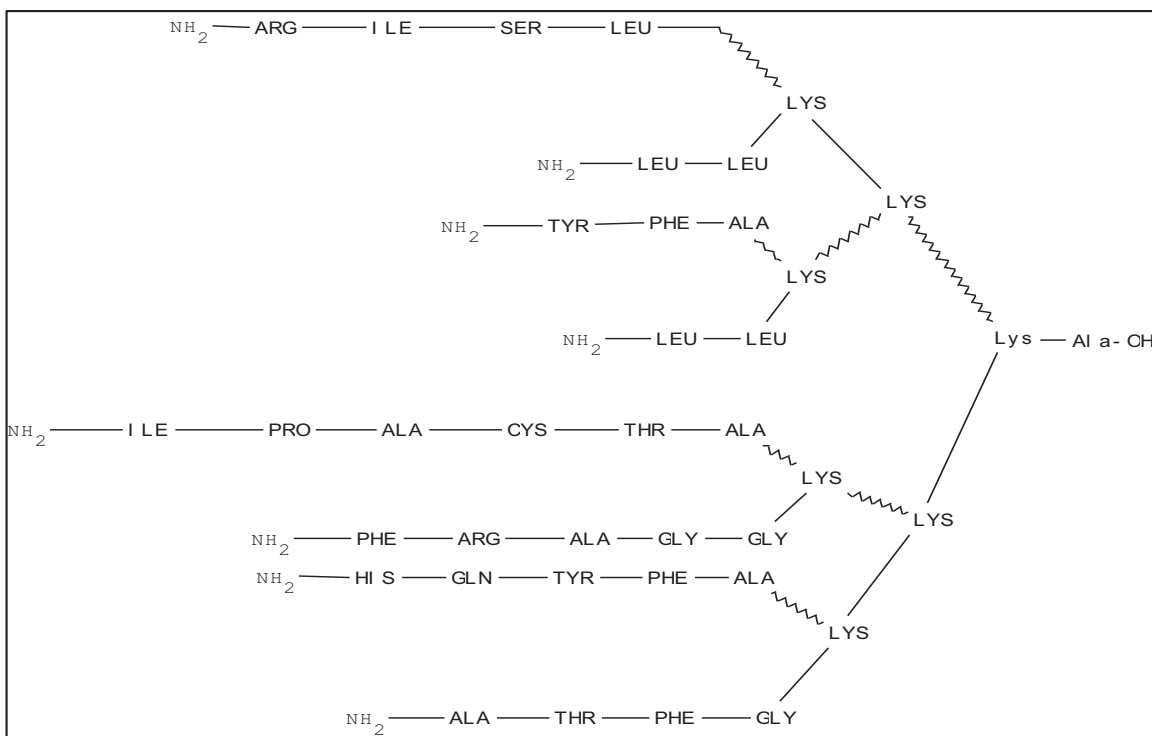 NH2 ARG ILE SER LEU
LYS
NH2 LEU LEU
LYS
NH2 TYR PHE ALA
LYS
NH2 LEU LEU
Lys Ala-OH
NH2 ILE PRO ALA CYS THR ALA
LYS
LYS
NH2 PHE ARG ALA GLY GLY
NH2 HIS GLN TYR PHE ALA
LYS
NH2 ALA THR PHE GLY